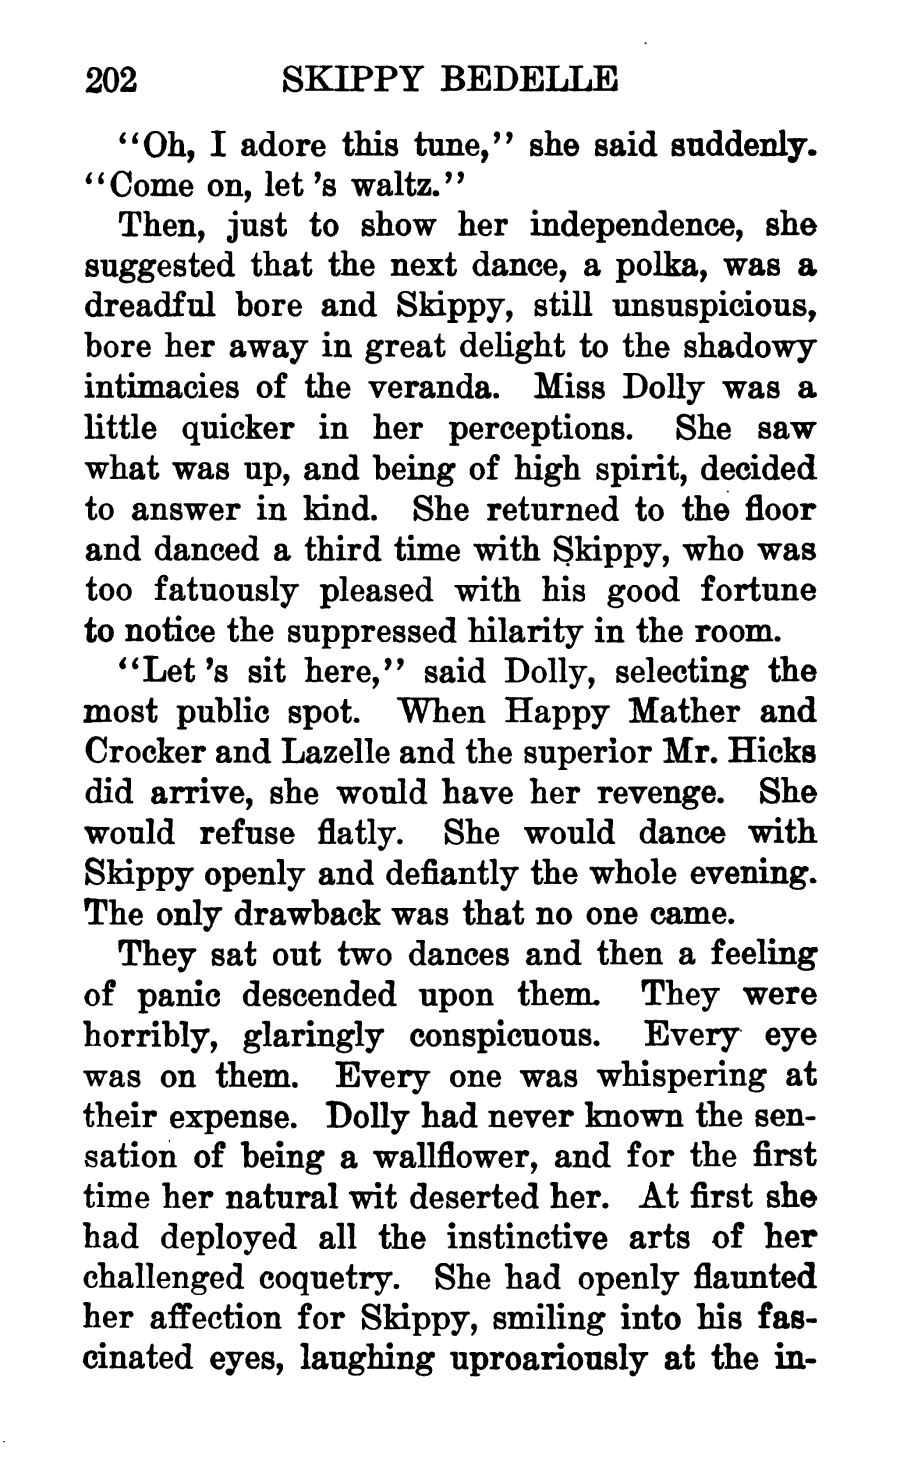 202 SKIPPY BEDELLE
"Oh, I adore this tune," she said suddenly.
"Come on, let 's waltz."
Then, just to show her independence, she
suggested that the next dance, a polka, was a
dreadful bore and Skippy, still unsuspicious,
bore her away in great delight to the shadowy
intimacies of the veranda. Miss Dolly was a
little quicker in her perceptions. She saw
what was up, and being of high spirit, decided
to answer in kind. She returned to the floor
and danced a third time with Skippy, who was
too fatuously pleased with his good fortune
to notice the suppressed hilarity in the room.
"Let 's sit here," said Dolly, selecting the
most public spot. When Happy Mather and
Crocker and Lazelle and the superior Mr. Hicks
did arrive, she would have her revenge. She
would refuse flatly. She would dance with
Skippy openly and defiantly the whole evening.
The only drawback was that no one came.
They sat out two dances and then a feeling
of panic descended upon them. They were
horribly, glaringly conspicuous. Every eye
was on them. Every one was whispering at
their expense. Dolly had never known the sen-
sation of being a wallflower, and for the first
time her natural wit deserted her. At first she
had deployed all the instinctive arts of her
challenged coquetry. She had openly flaunted
her affection for Skippy, smiling into his fas-
cinated eyes, laughing uproariously at the in-